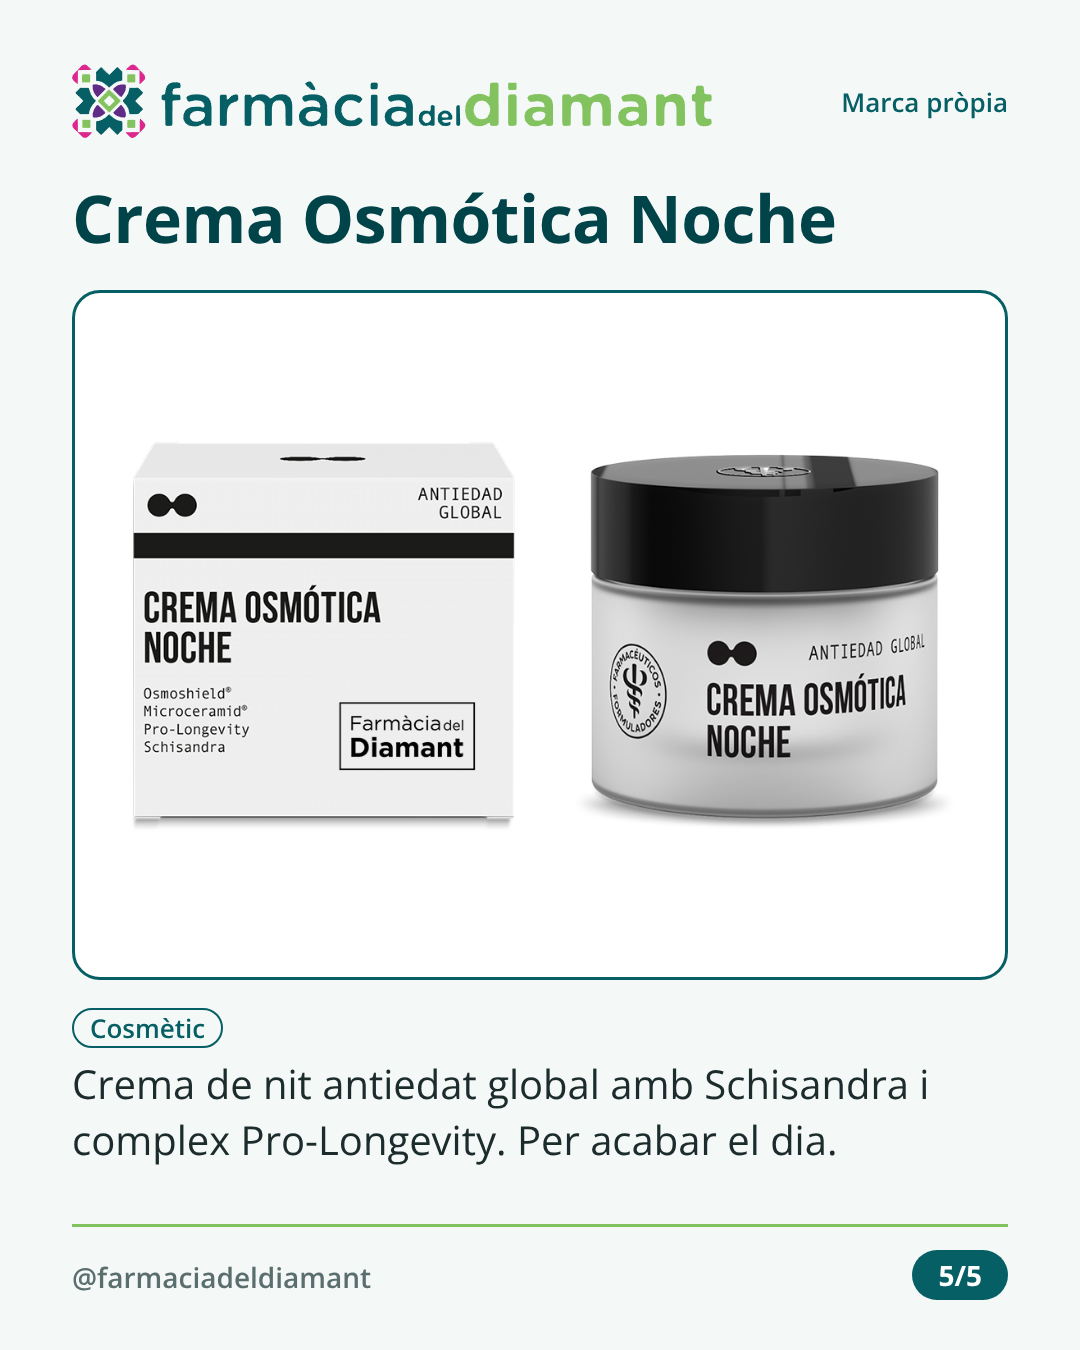 farmàciadeldiamant
Marca pròpia
Crema Osmótica Noche
ANTIEDAD
GLOBAL
CREMA OSMÓTICA
NOCHE
Osmoshield®
Microceramid®
Pro-Longevity
Schisandra
Farmàcia del
Diamant
FARMACÉUTICOS
FORMULADORES
ANTIEDAD GLOBAL
CREMA OSMÓTICA
NOCHE
Cosmètic
Crema de nit antiedat global amb Schisandra i
complex Pro-Longevity. Per acabar el dia.
@farmaciadeldiamant
5/5